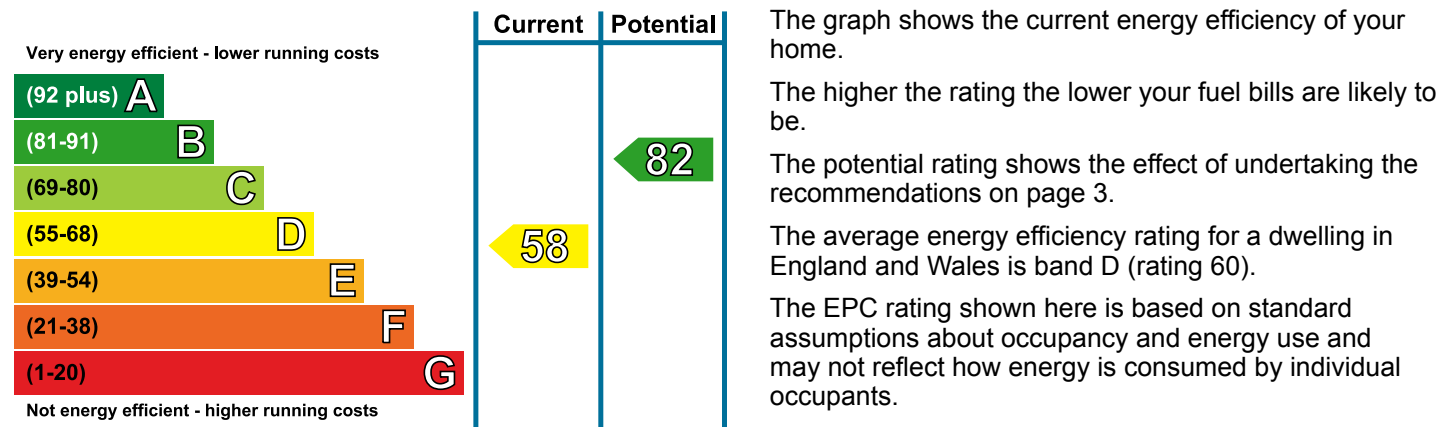 Current Potential
Very energy efficient - lower running costs
(92 plus) A
(81-91) B
(69-80) C
(55-68) D
(39-54) E
(21-38) F
(1-20) G
Not energy efficient - higher running costs
82
58
The graph shows the current energy efficiency of your
home.
The higher the rating the lower your fuel bills are likely to
be.
The potential rating shows the effect of undertaking the
recommendations on page 3.
The average energy efficiency rating for a dwelling in
England and Wales is band D (rating 60).
The EPC rating shown here is based on standard
assumptions about occupancy and energy use and
may not reflect how energy is consumed by individual
occupants.